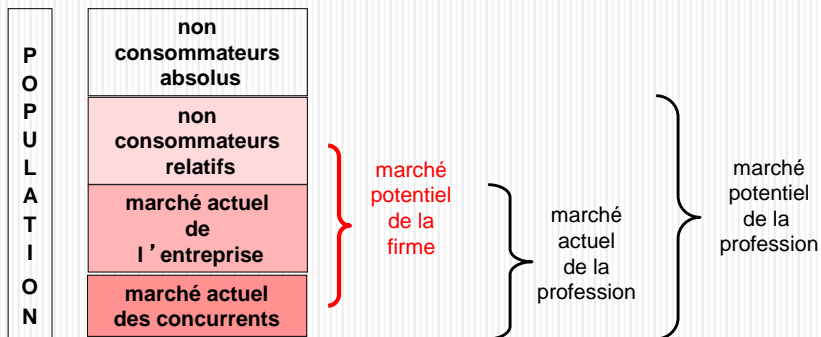 P
O
P
U
L
A
T
I
O
N
non
consommateurs
absolus
non
consommateurs
relatifs
marché actuel
de
l ’ entreprise
marché actuel
des concurrents
marché
potentiel
de la
firme
marché
actuel
de la
profession
marché
potentiel
de la
profession